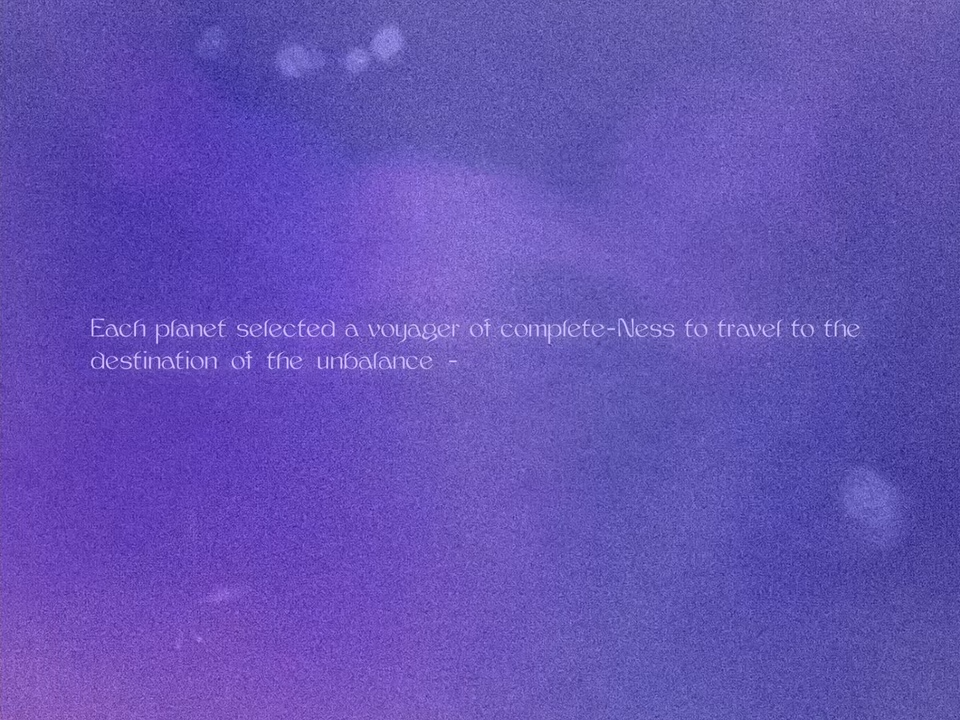 Each planet selected a voyager of complete-Ness to travel to the
destination of the unbalance -